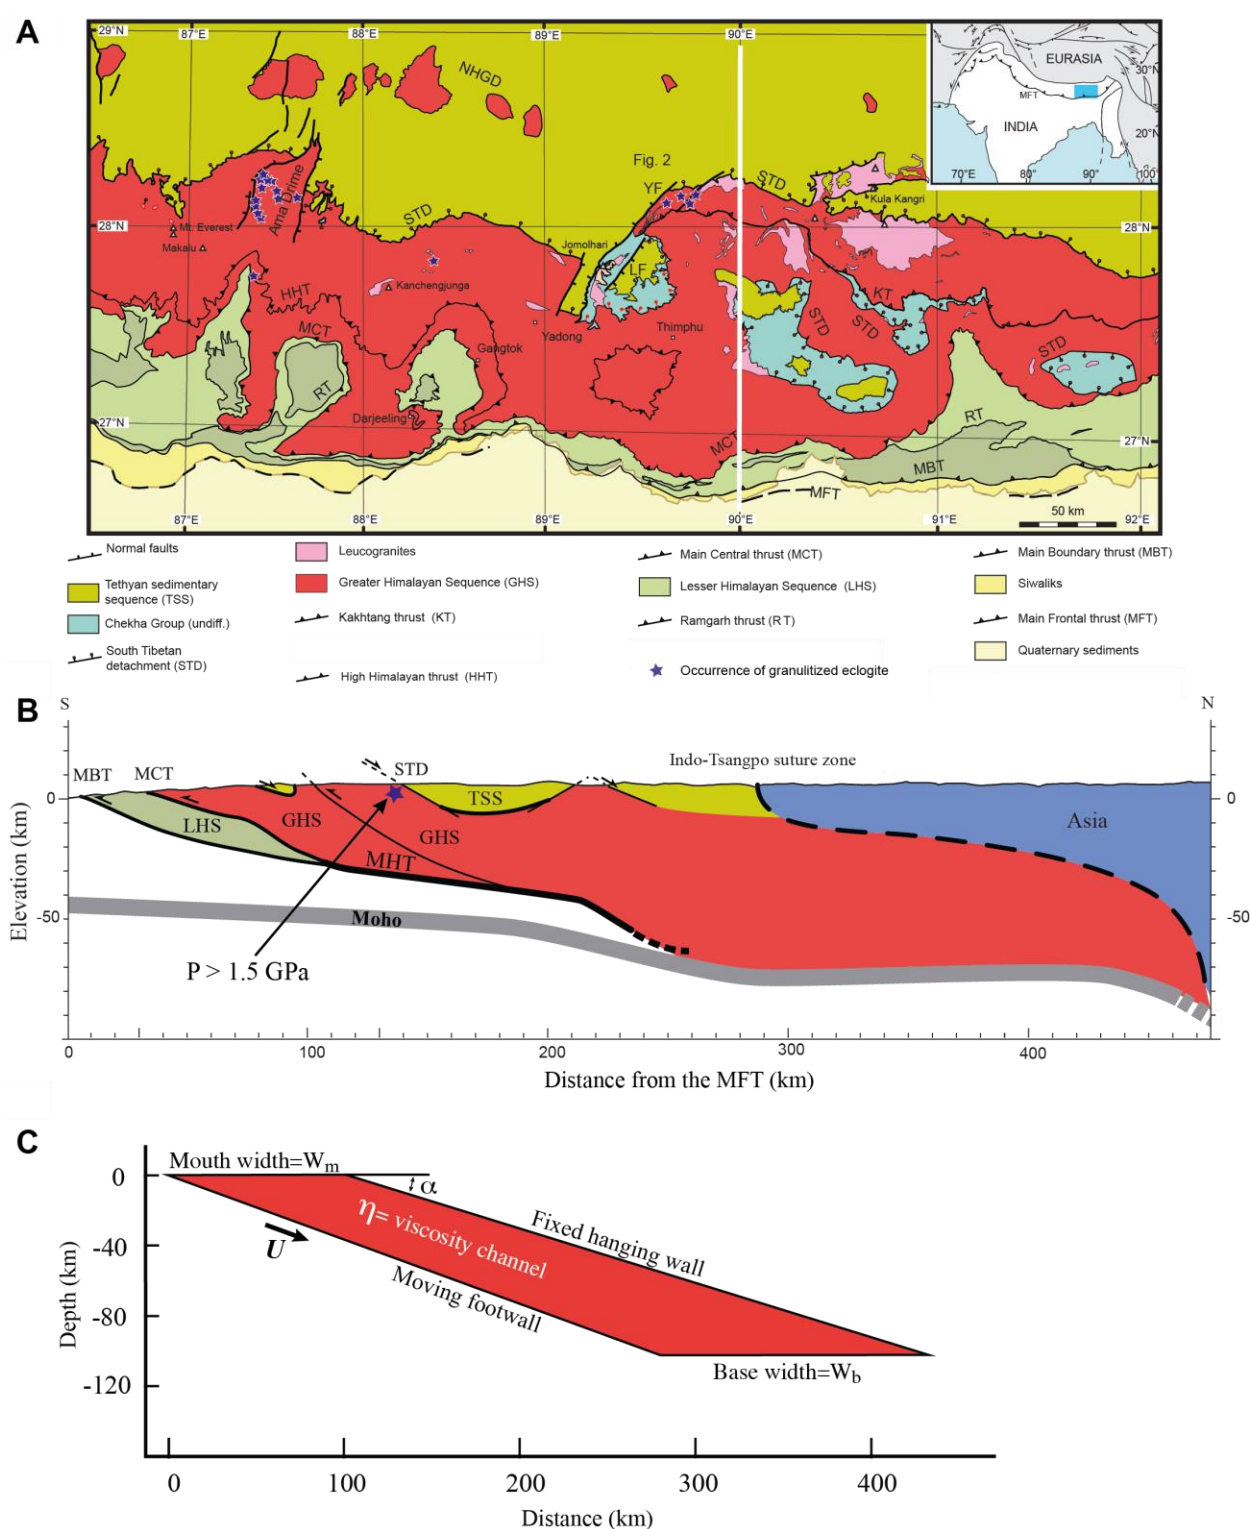 A
29°N
87°E
88°E
89°E
90°E
NHGD
EURASIA
30°N
MFT
INDIA
20°N
70°E
80°
90°
100°
Fig. 2
YF
STD
Kula Kangri
Ama Drime
STD
Mt. Everest
28°N
28°N
Makalu
Jomolhari
LF
Kanchengjunga
HHT
KT
MCT
STD
STD
Yadong
Thimphu
STD
Gangtok
RT
Darjeeling
RT
27°N
27°N
MCT
MBT
MFT
50 km
87°E
88°E
89°E
90°E
91°E
92°E
Normal faults
Leucogranites
Main Central thrust (MCT)
Main Boundary thrust (MBT)
Tethyan sedimentary
sequence (TSS)
Greater Himalayan Sequence (GHS)
Lesser Himalayan Sequence (LHS)
Siwaliks
Chekha Group (undiff.)
Kakhtang thrust (KT)
Ramgarh thrust (RT)
Main Frontal thrust (MFT)
South Tibetan
detachment (STD)
High Himalayan thrust (HHT)
Occurrence of granulitized eclogite
Quaternary sediments
B
S
N
MBT
MCT
STD
Indo-Tsangpo suture zone
0
TSS
0
LHS
GHS
GHS
Asia
MHT
Elevation (km)
-50
Moho
-50
P > 1.5 GPa
0
100
200
300
400
Distance from the MFT (km)
C
Mouth width=Wm
0
α
η= viscosity channel
Fixed hanging wall
U
-40
Moving footwall
Depth (km)
-80
Base width=Wb
-120
0
100
200
300
400
Distance (km)